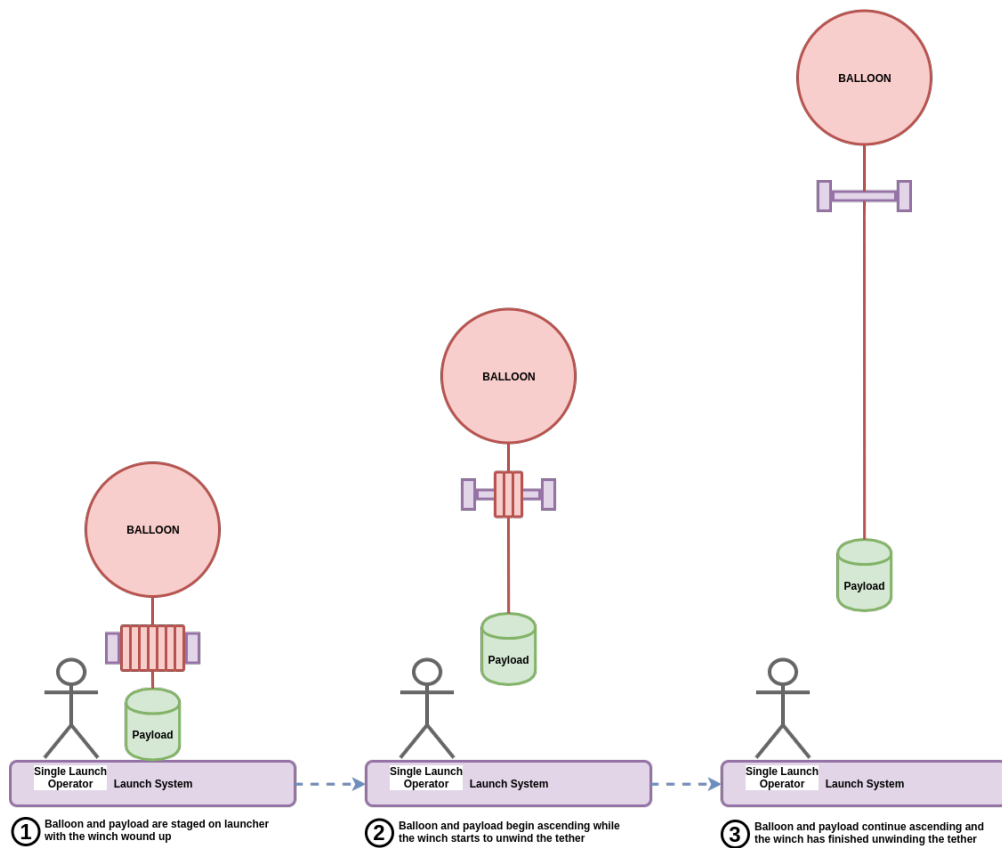 BALLOON
BALLOON
BALLOON
Payload
Payload
Payload
Single Launch
Operator
Launch System
Single Launch
Operator
Launch System
Single Launch
Operator
Launch System
1 Balloon and payload are staged on launcher
with the winch wound up
2 Balloon and payload begin ascending while
the winch starts to unwind the tether
3 Balloon and payload continue ascending and
the winch has finished unwinding the tether